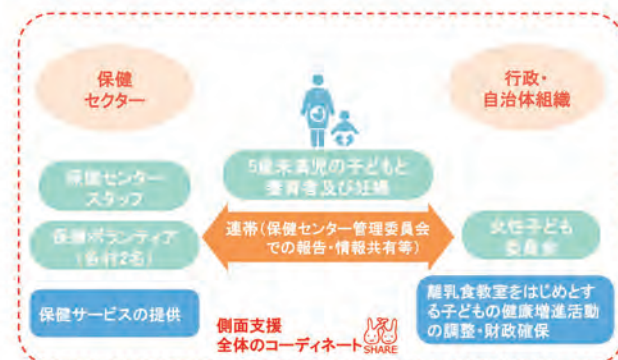 保健
セクター
行政・
自治体組織
5歳未満児の子どもと
養育者及び妊婦
保健センター
スタッフ
保健ボランティア
(各村2名)
連帯(保健センター管理委員会
での報告・情報共有等)
女性子ども
委員会
保健サービスの提供
離乳食教室をはじめとす
る子どもの健康増進活動
の調整・財政確保
側面支援
全体のコーディネート
SHARE